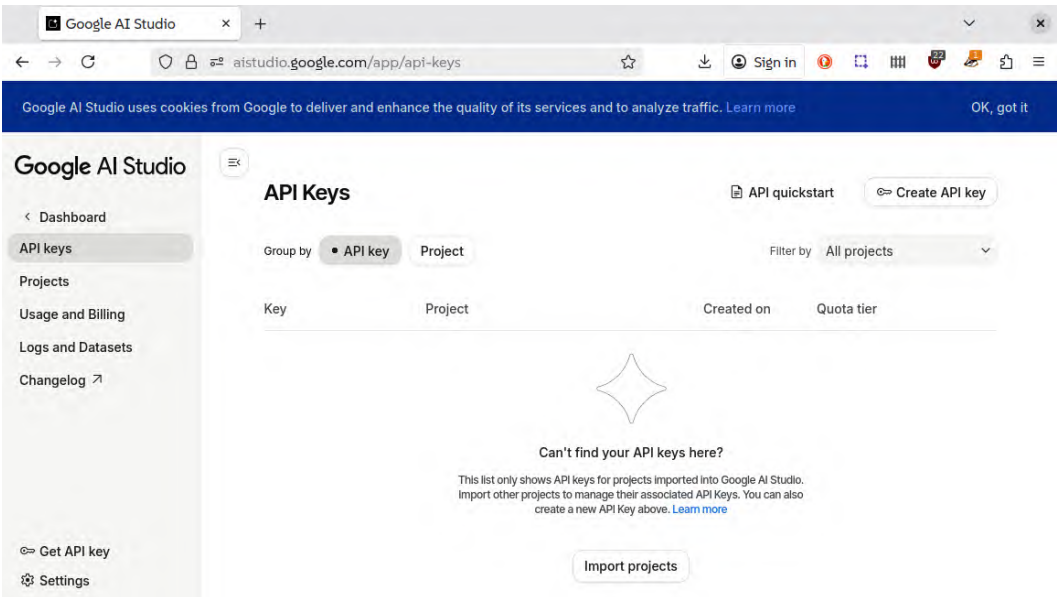 Google AI Studio
aistudio.google.com/app/api-keys
Sign in
22
1
Google AI Studio uses cookies from Google to deliver and enhance the quality of its services and to analyze traffic. Learn more
OK, got it
Google AI Studio
Dashboard
API keys
Projects
Usage and Billing
Logs and Datasets
Changelog
Get API key
Settings
API Keys
API quickstart
Create API key
Group by
API key
Project
Filter by
All projects
Key
Project
Created on
Quota tier
Can't find your API keys here?
This list only shows API keys for projects imported into Google AI Studio.
Import other projects to manage their associated API Keys. You can also
create a new API Key above. Learn more
Import projects